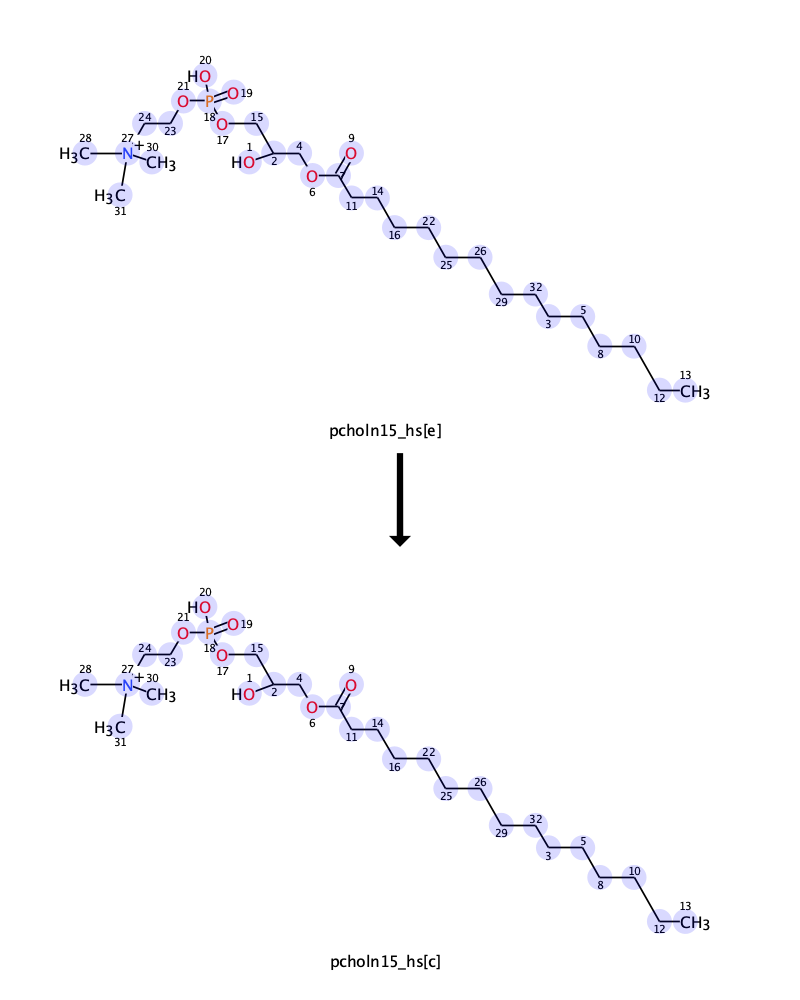 20
HO
21
O P O 19
24 18 15
23 O
28 27 + 30 17 1 4 9
H₃C N CH₃ HO 2 O
O 7
H₃C 6 14
31 11
16 22
25 26
29 32
3 5
8 10
13
CH₃
12
pcholn15_hs[e]
20
HO
21
O P O 19
24 18 15
23 O
28 27 + 30 17 1 4 9
H₃C N CH₃ HO 2 O
O 7
H₃C 6 14
31 11
16 22
25 26
29 32
3 5
8 10
13
CH₃
12
pcholn15_hs[c]